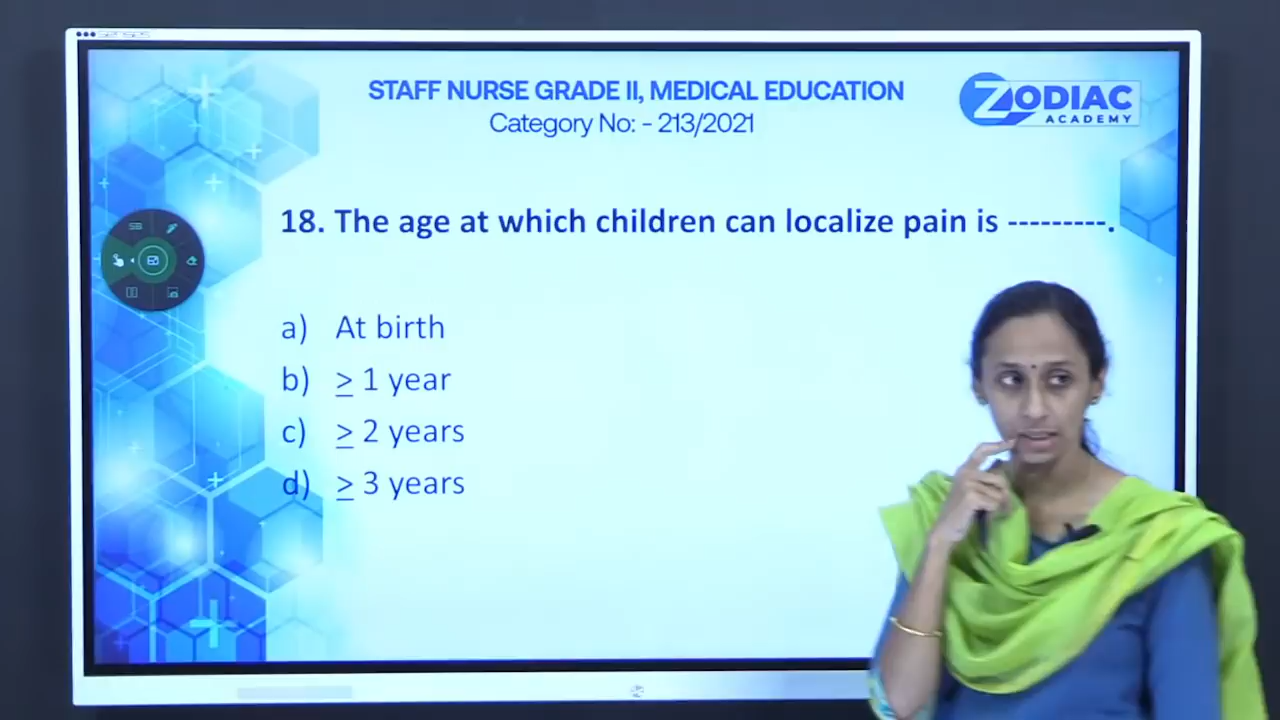 senses
STAFF NURSE GRADE II, MEDICAL EDUCATION
Category No: - 213/2021
ZODIAC
ACADEMY
18. The age at which children can localize pain is ---------.
a) At birth
b) ≥ 1 year
c) ≥ 2 years
d) ≥ 3 years